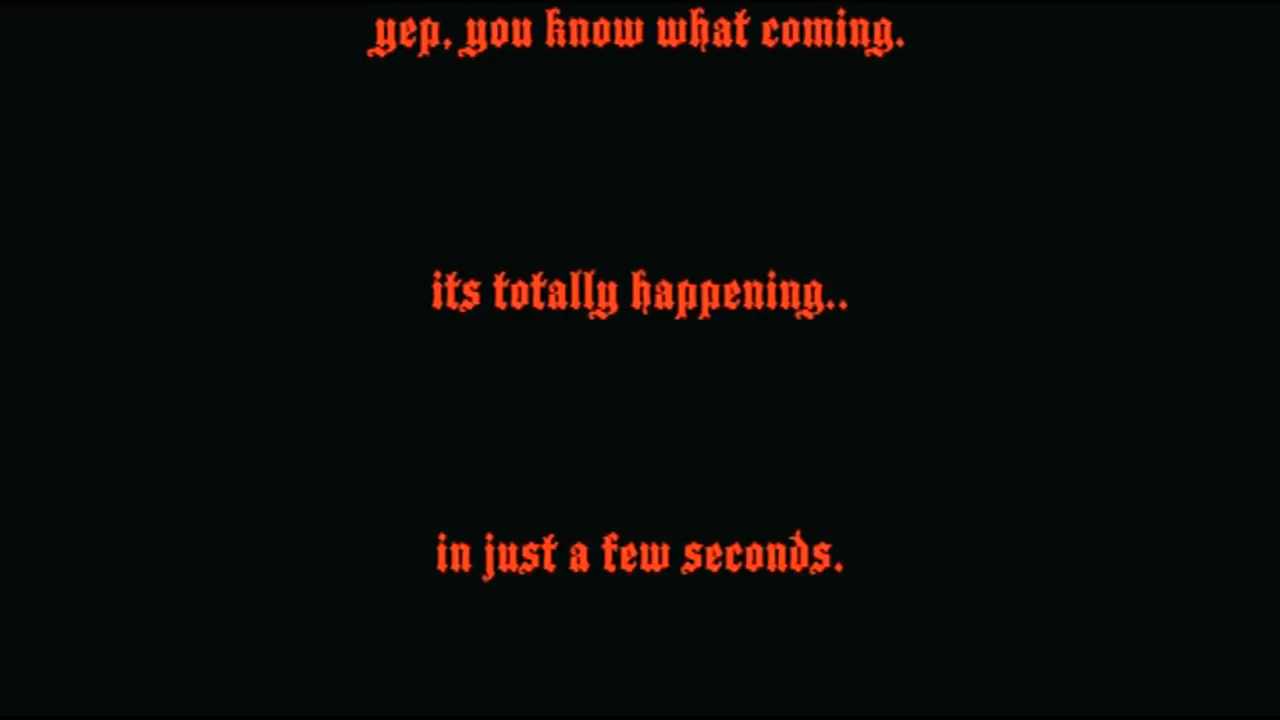 yep. you know what coming.
its totally happening..
in just a few seconds.